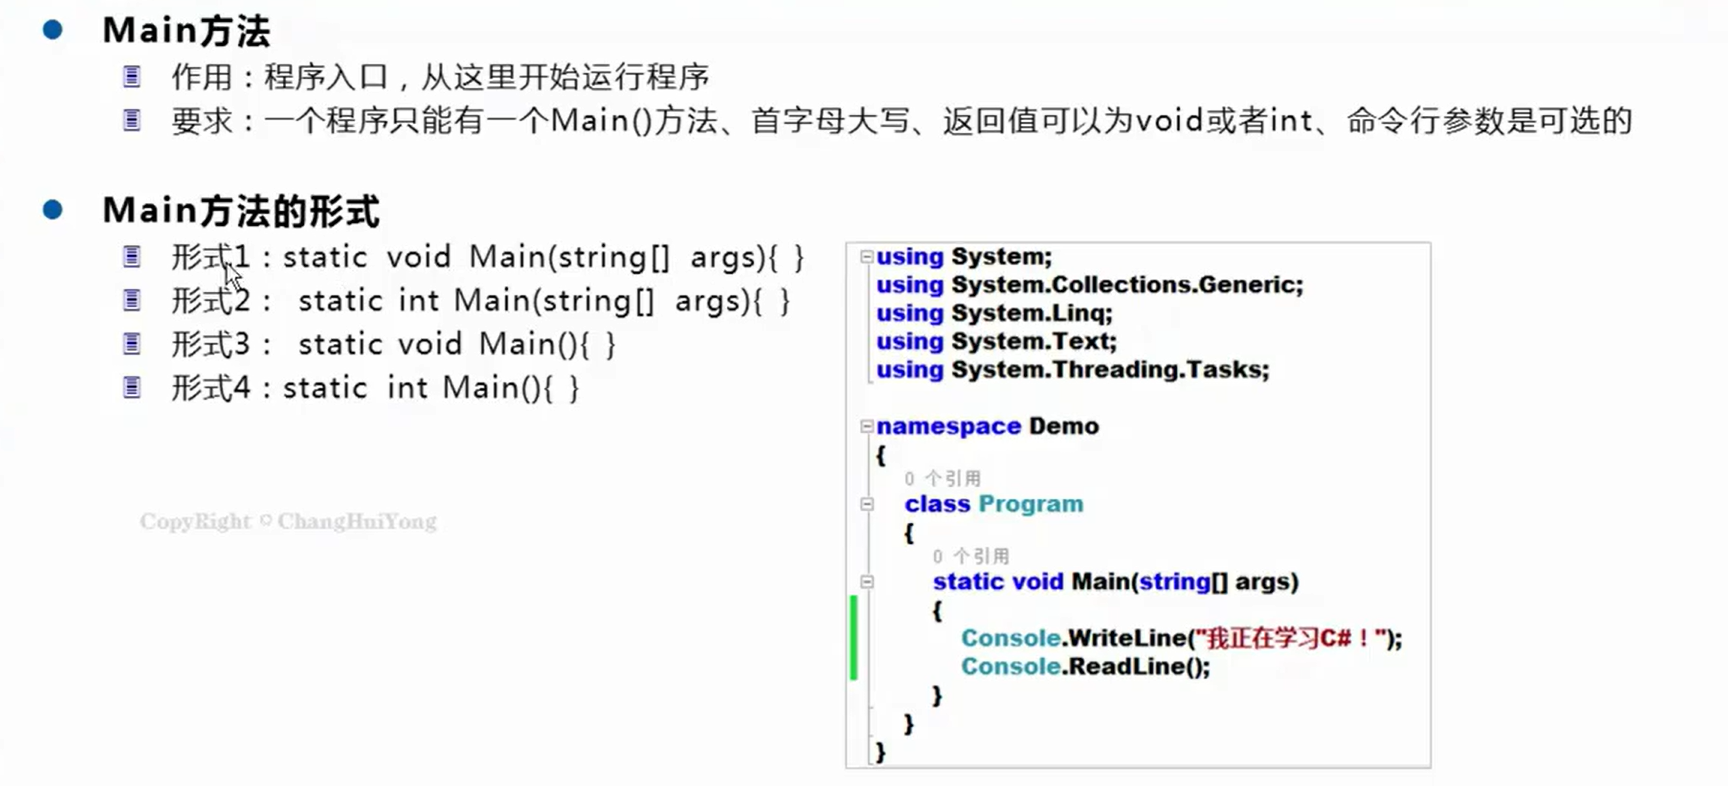 Main方法
作用：程序入口，从这里开始运行程序
要求：一个程序只能有一个Main()方法、首字母大写、返回值可以为void或者int、命令行参数是可选的
Main方法的形式
形式1：static void Main(string[] args){ }
形式2： static int Main(string[] args){ }
形式3： static void Main(){ }
形式4：static int Main(){ }
CopyRight © ChangHuiYong
using System;
using System.Collections.Generic;
using System.Linq;
using System.Text;
using System.Threading.Tasks;
namespace Demo
{
0 个引用
class Program
{
0 个引用
static void Main(string[] args)
{
Console.WriteLine("我正在学习C#！");
Console.ReadLine();
}
}
}